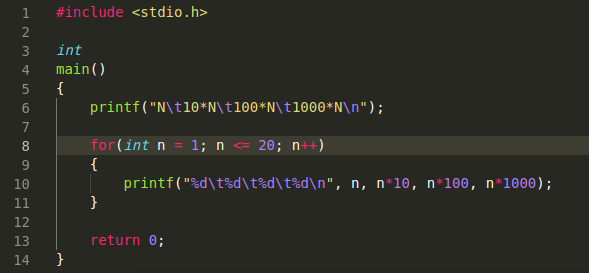 1 #include <stdio.h>
2
3 int
4 main()
5 {
6     printf("N\t10*N\t100*N\t1000*N\n");
7
8     for(int n = 1; n <= 20; n++)
9     {
10         printf("%d\t%d\t%d\t%d\n", n, n*10, n*100, n*1000);
11     }
12
13     return 0;
14 }